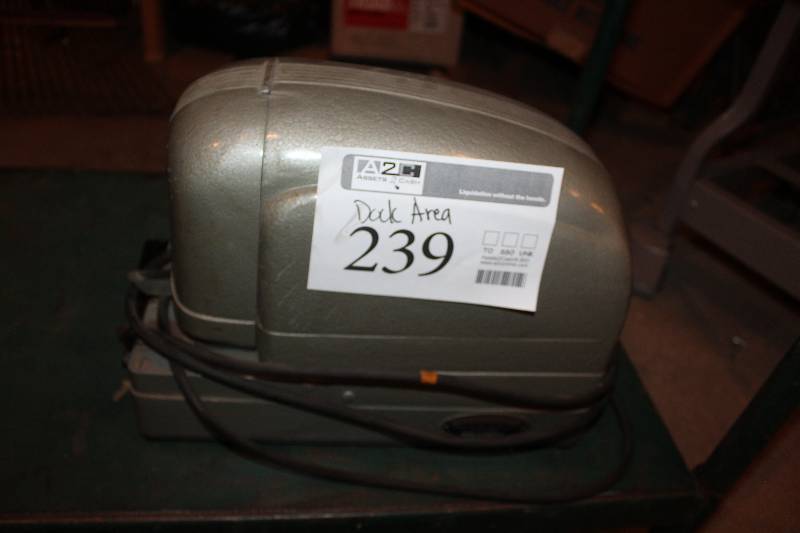 A2C
ASSETS 2 CASH
Liquidation without the hassle.
Dock Area
239